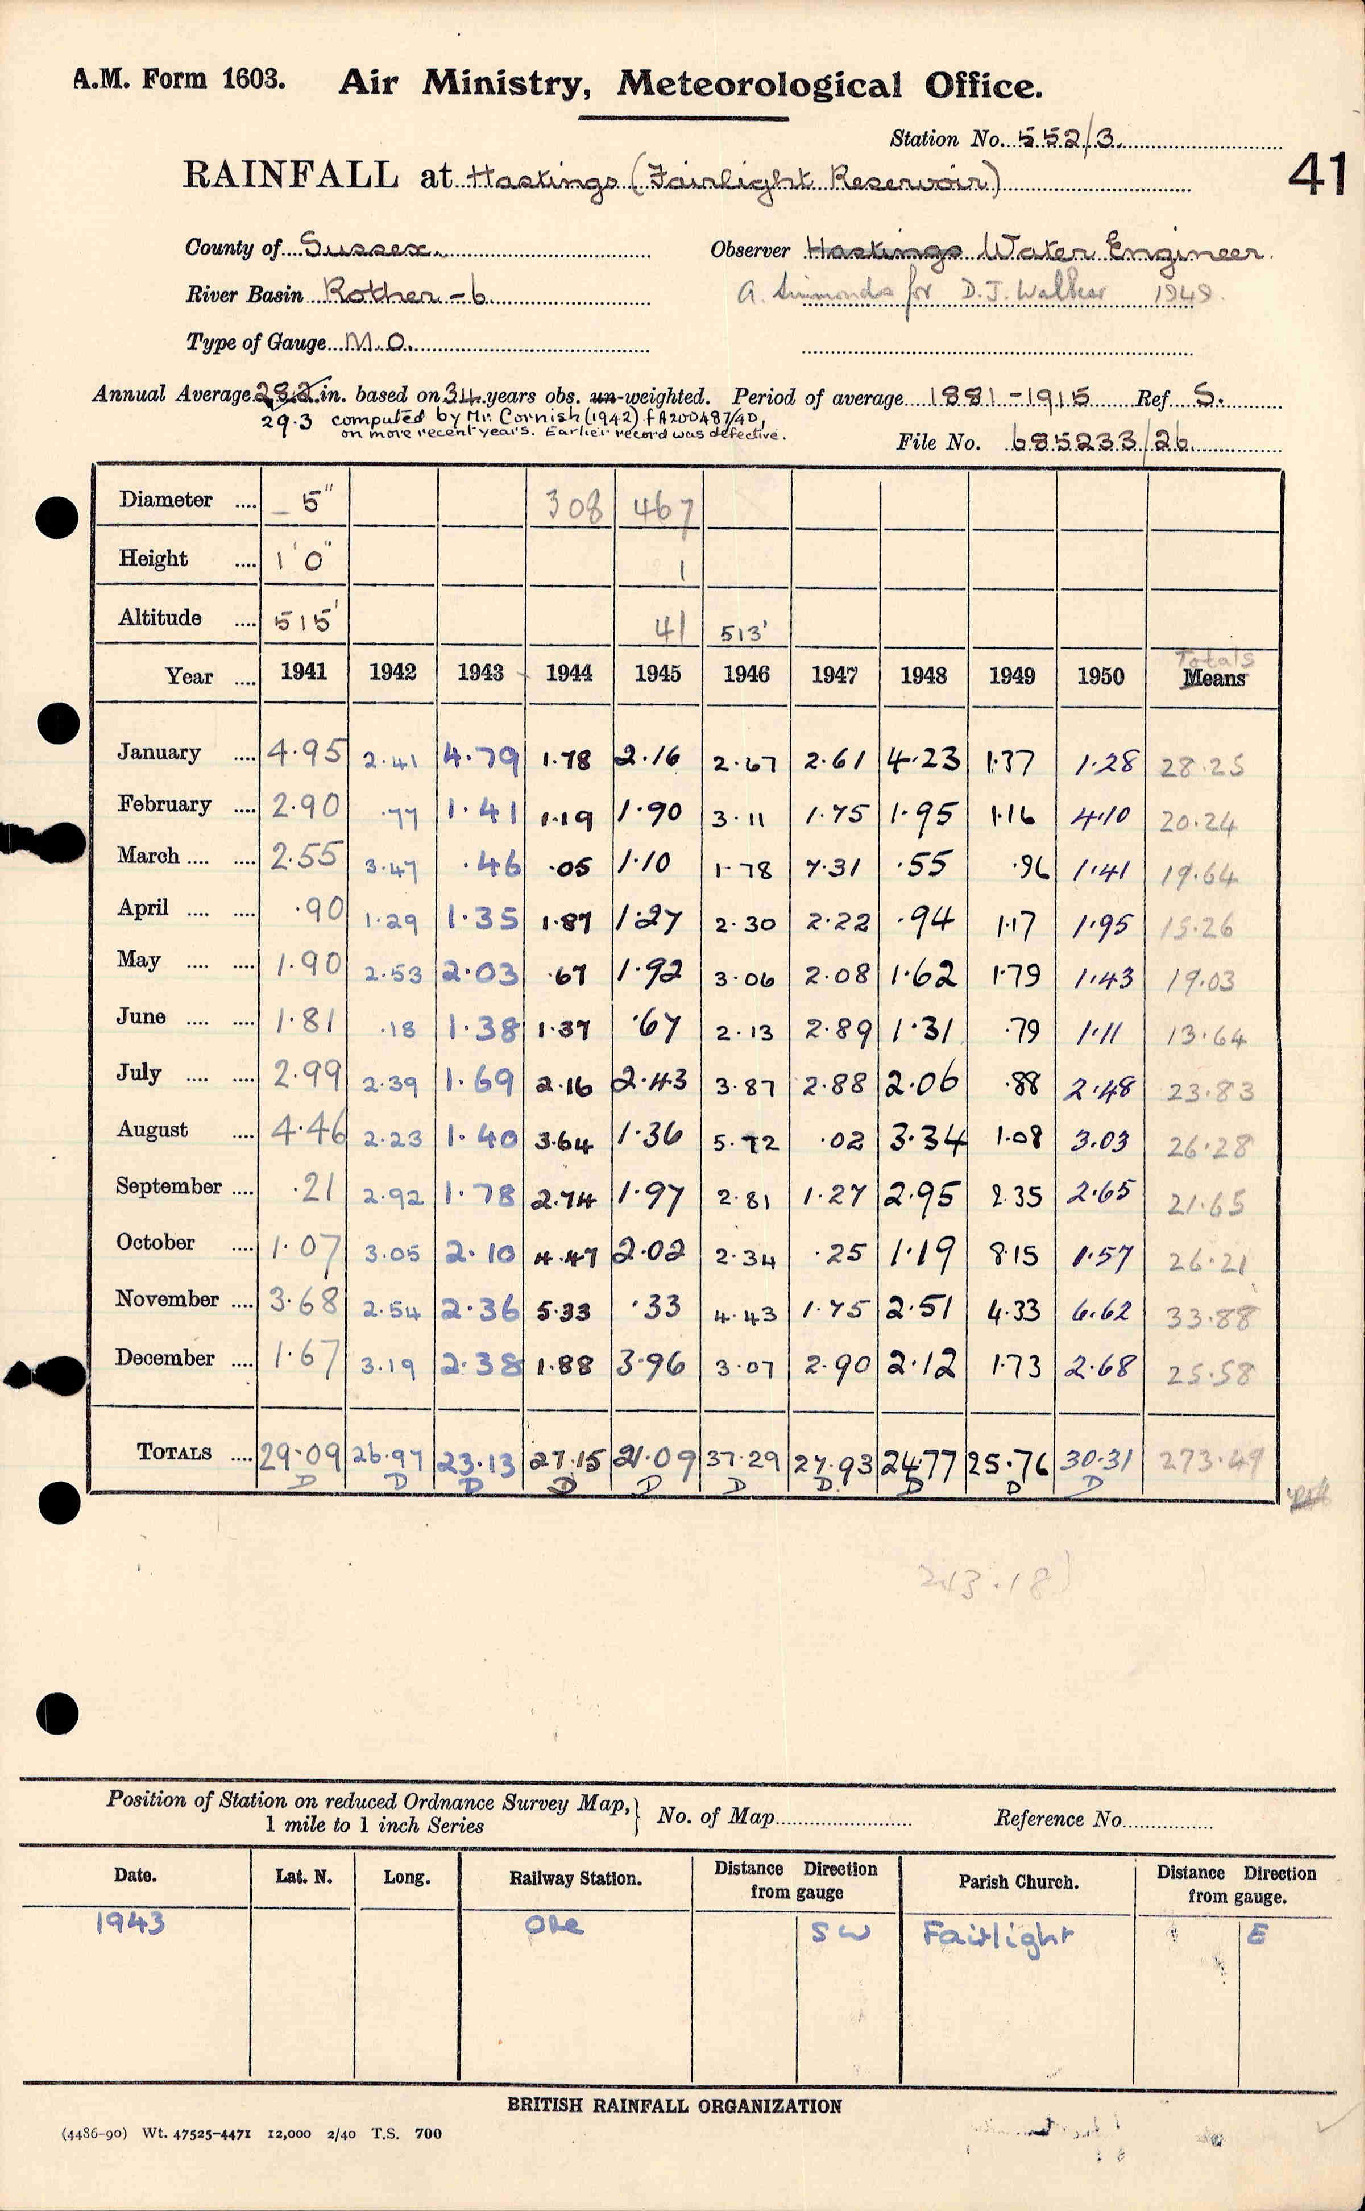 A.M. Form 1603. Air Ministry, Meteorological Office.
Station No. 552/3.
41
RAINFALL at Hastings (Fairlight Reservoir)
County of Sussex. Observer Hastings Water Engineer.
River Basin Rother - 6 A. Simmonds for D.J. Walker 1949.
Type of Gauge M.O.
Annual Average 28.2 in. based on 34 years obs. un-weighted. Period of average 1881-1915 Ref S.
29.3 computed by Mr. Cornish (1942) fA200487/40,
on more recent years. Earlier record was defective.
File No. 685233/26
Diameter .... 5" 308 467
Height .... 1'0" 1
Altitude .... 515' 41 513'
Totals
Year .... 1941 1942 1943 1944 1945 1946 1947 1948 1949 1950 Means
January .... 4.95 2.41 4.79 1.78 2.16 2.67 2.61 4.23 1.37 1.28 28.25
February .... 2.90 .77 1.41 1.19 1.90 3.11 1.75 1.95 1.16 4.10 20.24
March .... .... 2.55 3.47 .46 .05 1.10 1.78 7.31 .55 .96 1.41 19.64
April .... .... .90 1.29 1.35 1.87 1.27 2.30 2.22 .94 1.17 1.95 15.26
May .... .... 1.90 2.53 2.03 .67 1.92 3.06 2.08 1.62 1.79 1.43 19.03
June .... .... 1.81 .18 1.38 1.37 .67 2.13 2.89 1.31 .79 1.11 13.64
July .... .... 2.99 2.39 1.69 2.16 2.43 3.87 2.88 2.06 .88 2.48 23.83
August .... 4.46 2.23 1.40 3.64 1.36 5.72 .02 3.34 1.08 3.03 26.28
September .... .21 2.92 1.78 2.74 1.97 2.81 1.27 2.95 2.35 2.65 21.65
October .... 1.07 3.05 2.10 4.47 2.02 2.34 .25 1.19 8.15 1.57 26.21
November .... 3.68 2.54 2.36 5.33 .33 4.43 1.75 2.51 4.33 6.62 33.88
December .... 1.67 3.19 2.38 1.88 3.96 3.07 2.90 2.12 1.73 2.68 25.58
TOTALS .... 29.09 26.97 23.13 27.15 21.09 37.29 27.93 24.77 25.76 30.31 273.49
D D D D D D D. D D D
243.18
Position of Station on reduced Ordnance Survey Map, 1 mile to 1 inch Series } No. of Map Reference No.
Date. Lat. N. Long. Railway Station. Distance Direction from gauge Parish Church. Distance Direction from gauge.
1943 Ore SW Fairlight E
BRITISH RAINFALL ORGANIZATION
(4486-90) Wt. 47525-4471 12,000 2/40 T.S. 700